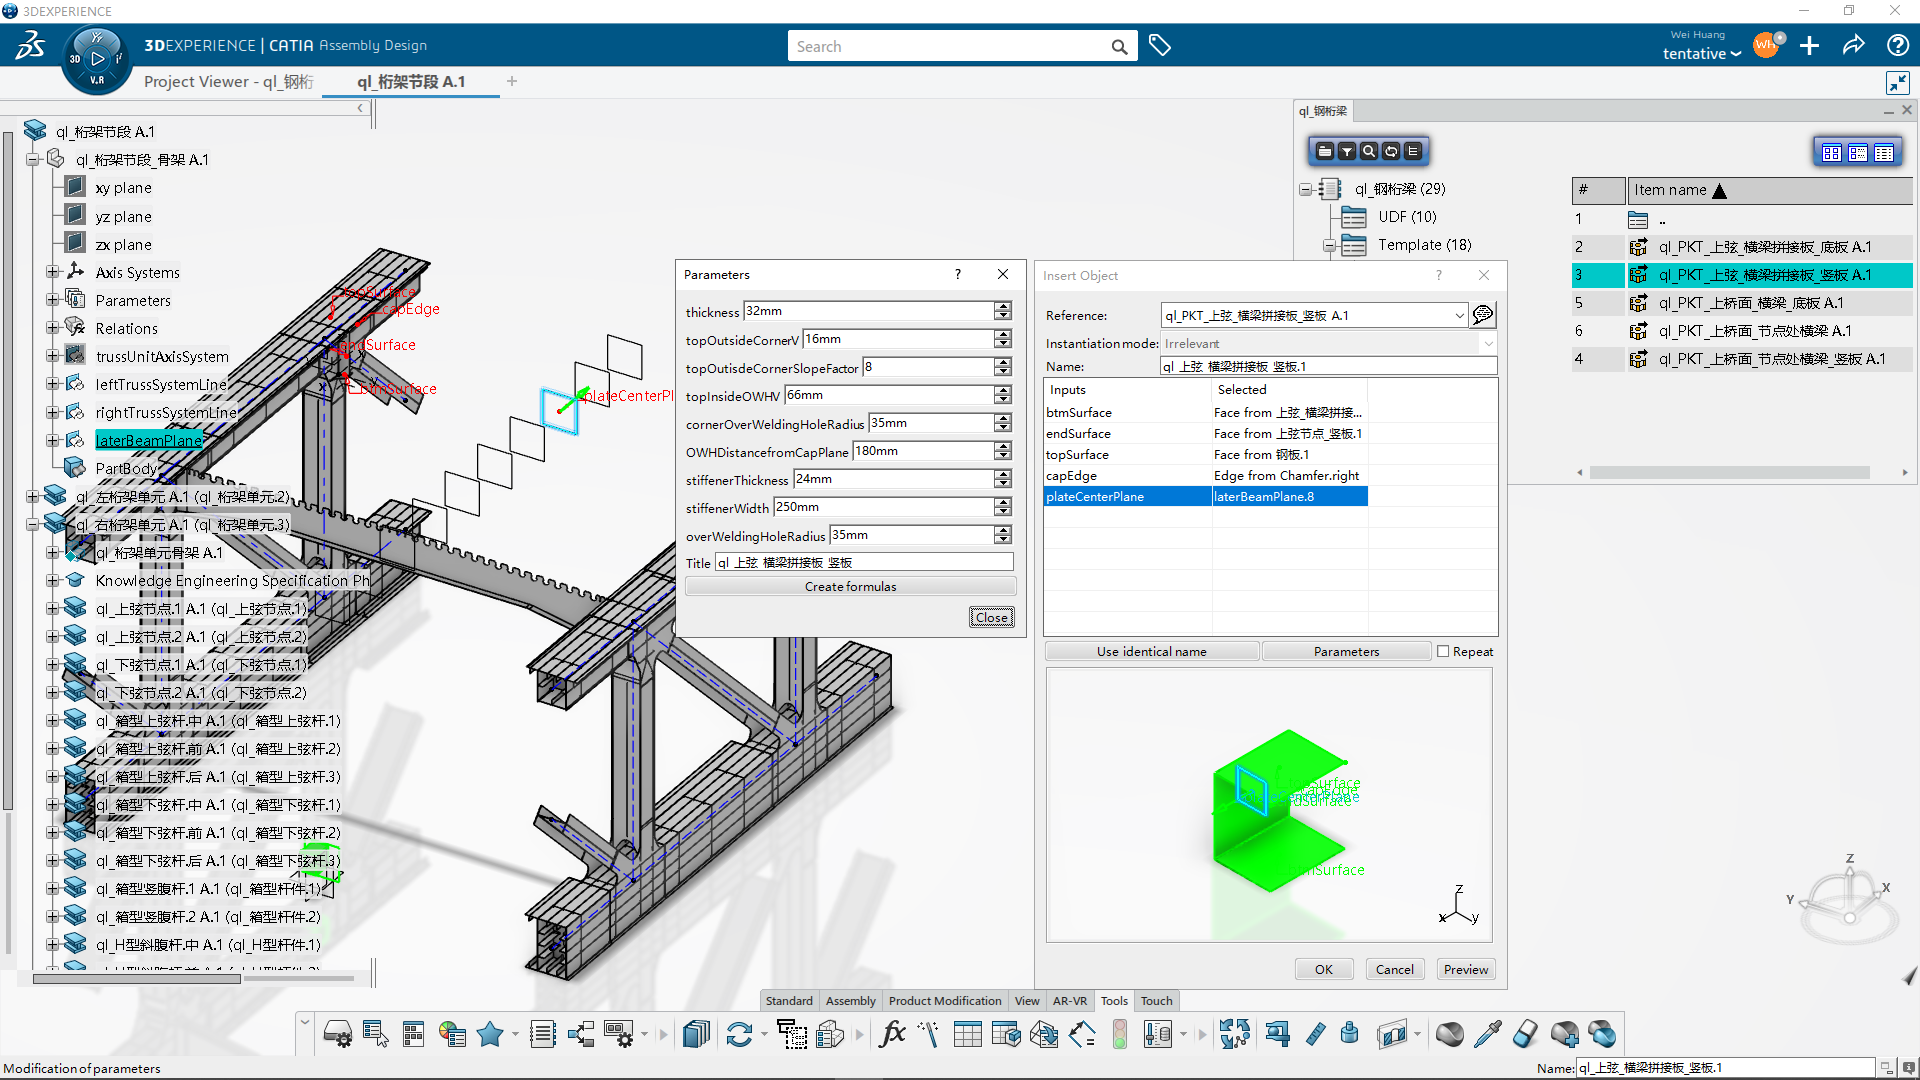 3DEXPERIENCE
3DEXPERIENCE | CATIA Assembly Design
Search
Wei Huang
tentative
WH
3D
V.R
Project Viewer - ql_钢桁
ql_桁架节段 A.1
ql_桁架节段 A.1
ql_桁架节段_骨架 A.1
xy plane
yz plane
zx plane
Axis Systems
Parameters
Relations
trussUnitAxisSystem
leftTrussSystemLine
rightTrussSystemLine
laterBeamPlane
PartBody
ql_左桁架单元 A.1 (ql_桁架单元.2)
ql_右桁架单元 A.1 (ql_桁架单元.3)
ql_桁架单元骨架 A.1
Knowledge Engineering Specification Ph
ql_上弦节点.1 A.1 (ql_上弦节点.1)
ql_上弦节点.2 A.1 (ql_上弦节点.2)
ql_下弦节点.1 A.1 (ql_下弦节点.1)
ql_下弦节点.2 A.1 (ql_下弦节点.2)
ql_箱型上弦杆.中 A.1 (ql_箱型上弦杆.1)
ql_箱型上弦杆.前 A.1 (ql_箱型上弦杆.2)
ql_箱型上弦杆.后 A.1 (ql_箱型上弦杆.3)
ql_箱型下弦杆.中 A.1 (ql_箱型下弦杆.1)
ql_箱型下弦杆.前 A.1 (ql_箱型下弦杆.2)
ql_箱型下弦杆.后 A.1 (ql_箱型下弦杆.3)
ql_箱型竖腹杆.1 A.1 (ql_箱型杆件.1)
ql_箱型竖腹杆.2 A.1 (ql_箱型杆件.2)
ql_H型斜腹杆.中 A.1 (ql_H型杆件.1)
capEdge
plateCenterPl
Parameters
thickness 32mm
topOutsideCornerV 16mm
topOutisdeCornerSlopeFactor 8
topInsideOWHV 66mm
cornerOverWeldingHoleRadius 35mm
OWHDistancefromCapPlane 180mm
stiffenerThickness 24mm
stiffenerWidth 250mm
overWeldingHoleRadius 35mm
Title ql_上弦_横梁拼接板_竖板
Create formulas
Close
Insert Object
Reference: ql_PKT_上弦_横梁拼接板_竖板 A.1
Instantiation mode: Irrelevant
Name: ql_上弦_横梁拼接板_竖板.1
Inputs Selected
btmSurface Face from 上弦_横梁拼接...
endSurface Face from 上弦节点_竖板.1
topSurface Face from 钢板.1
capEdge Edge from Chamfer.right
plateCenterPlane laterBeamPlane.8
Use identical name
Parameters
Repeat
z
x y
OK
Cancel
Preview
ql_钢桁梁
ql_钢桁梁 (29)
UDF (10)
Template (18)
# Item name
1 ..
2 ql_PKT_上弦_横梁拼接板_底板 A.1
3 ql_PKT_上弦_横梁拼接板_竖板 A.1
5 ql_PKT_上桥面_横梁_底板 A.1
6 ql_PKT_上桥面_节点处横梁 A.1
4 ql_PKT_上桥面_节点处横梁_竖板 A.1
Z
Y X
Standard Assembly Product Modification View AR-VR Tools Touch
fx
Modification of parameters
Name: ql_上弦_横梁拼接板_竖板.1